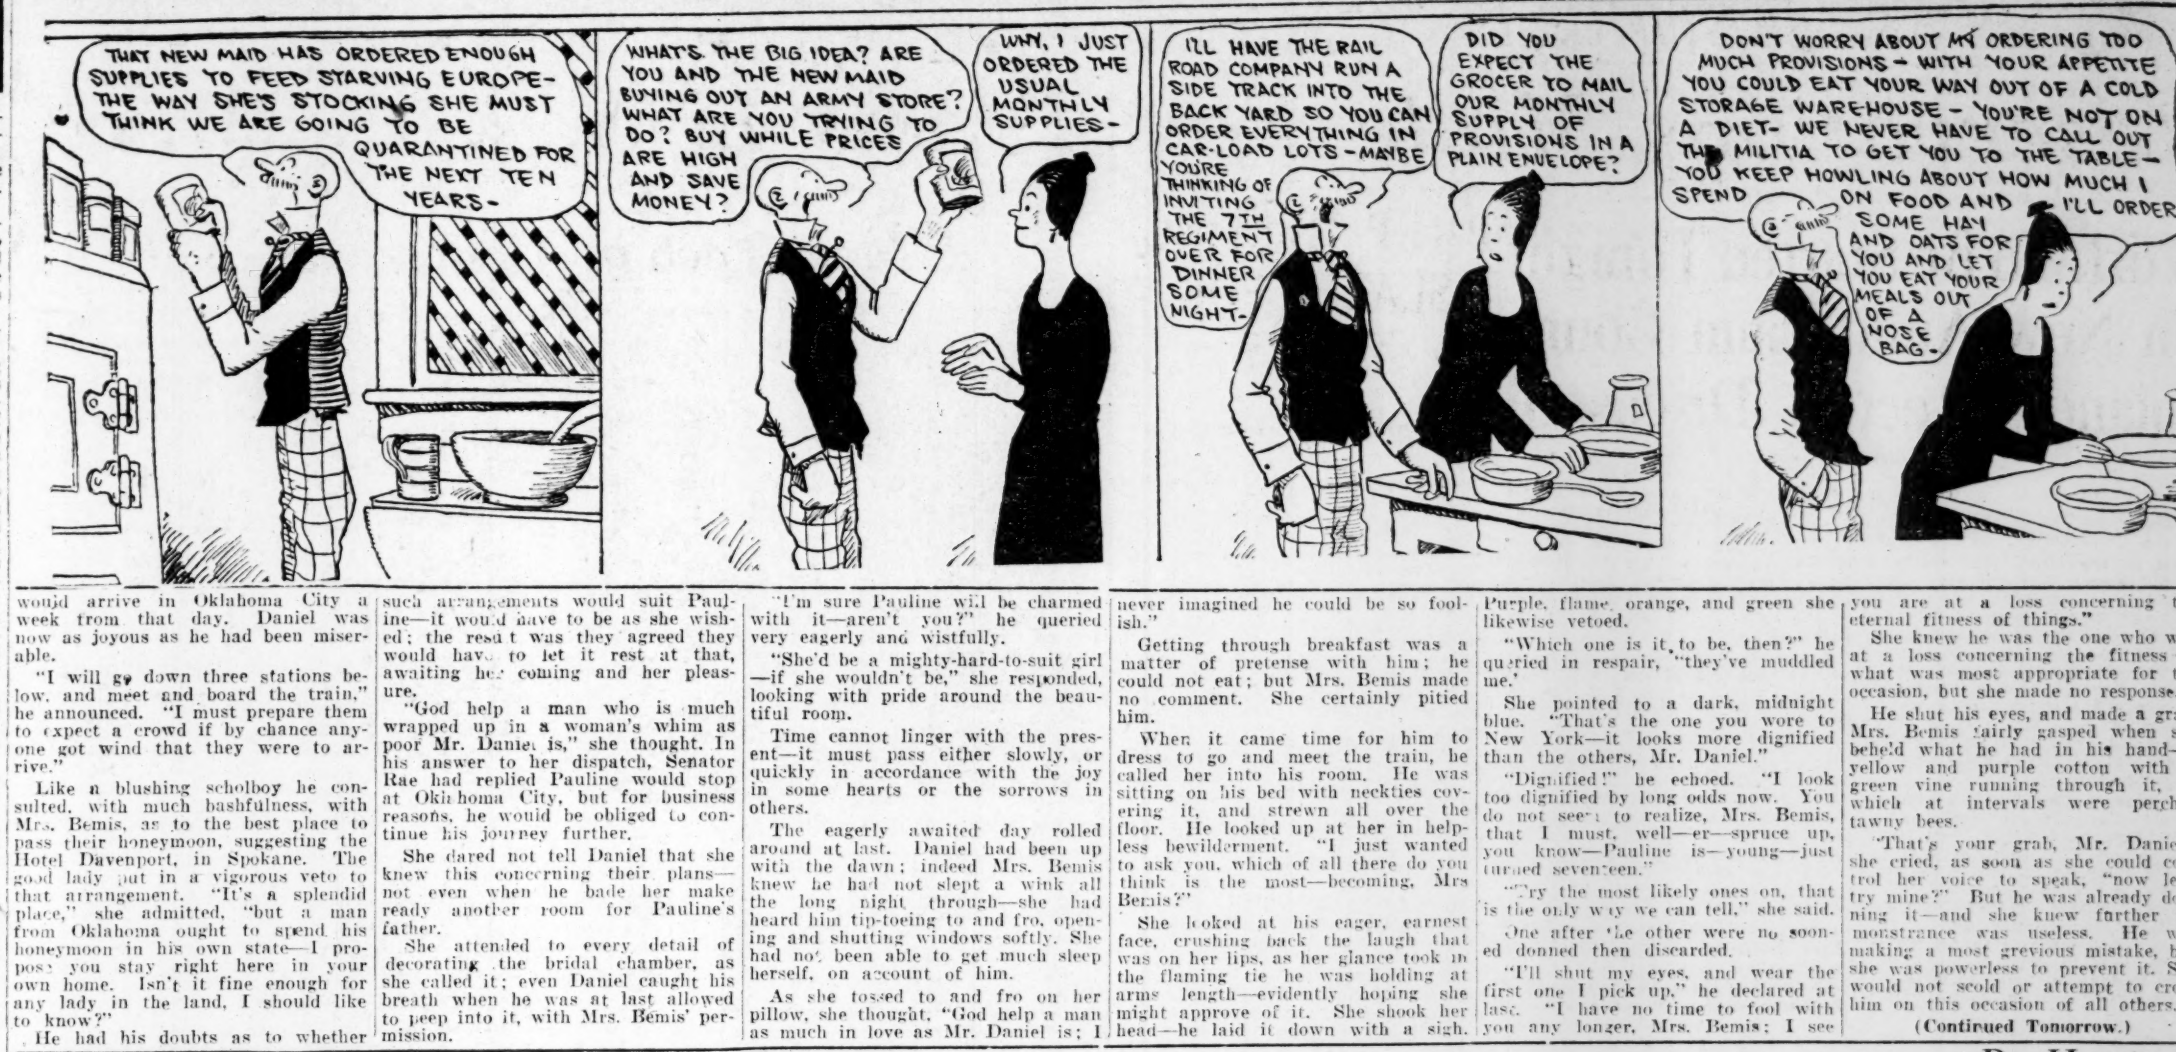 THAT NEW MAID HAS ORDERED ENOUGH
SUPPLIES TO FEED STARVING EUROPE-
THE WAY SHE'S STOCKING SHE MUST
THINK WE ARE GOING TO BE
QUARANTINED FOR
THE NEXT TEN
YEARS-
WHAT'S THE BIG IDEA? ARE
YOU AND THE NEW MAID
BUYING OUT AN ARMY STORE?
WHAT ARE YOU TRYING TO
DO? BUY WHILE PRICES
ARE HIGH
AND SAVE
MONEY?
WHY, I JUST
ORDERED THE
USUAL
MONTHLY
SUPPLIES-
I'LL HAVE THE RAIL
ROAD COMPANY RUN A
SIDE TRACK INTO THE
BACK YARD SO YOU CAN
ORDER EVERYTHING IN
CAR-LOAD LOTS-MAYBE
YOU'RE
THINKING OF
INVITING
THE 7TH
REGIMENT
OVER FOR
DINNER
SOME
NIGHT-
DID YOU
EXPECT THE
GROCER TO MAIL
OUR MONTHLY
SUPPLY OF
PROVISIONS IN A
PLAIN ENVELOPE?
DON'T WORRY ABOUT MY ORDERING TOO
MUCH PROVISIONS - WITH YOUR APPETITE
YOU COULD EAT YOUR WAY OUT OF A COLD
STORAGE WAREHOUSE - YOU'RE NOT ON
A DIET- WE NEVER HAVE TO CALL OUT
THE MILITIA TO GET YOU TO THE TABLE-
YOU KEEP HOWLING ABOUT HOW MUCH I
SPEND ON FOOD AND I'LL ORDER
SOME HAY
AND OATS FOR
YOU AND LET
YOU EAT YOUR
MEALS OUT
OF A
NOSE
BAG-
would arrive in Oklahoma City a
week from that day. Daniel was
now as joyous as he had been miser-
able.
"I will go down three stations be-
low, and meet and board the train,"
he announced. "I must prepare them
to expect a crowd if by chance any-
one got wind that they were to ar-
rive."
Like a blushing scholboy he con-
sulted, with much bashfulness, with
Mrs. Bemis, as to the best place to
pass their honeymoon, suggesting the
Hotel Davenport, in Spokane. The
good lady put in a vigorous veto to
that arrangement. "It's a splendid
place," she admitted, "but a man
from Oklahoma ought to spend his
honeymoon in his own state—I pro-
pose you stay right here in your
own home. Isn't it fine enough for
any lady in the land, I should like
to know?"
He had his doubts as to whether
such arrangements would suit Paul-
ine—it would have to be as she wish-
ed; the result was they agreed they
would have to let it rest at that,
awaiting her coming and her pleas-
ure.
"God help a man who is much
wrapped up in a woman's whim as
poor Mr. Daniel is," she thought. In
his answer to her dispatch, Senator
Rae had replied Pauline would stop
at Oklahoma City, but for business
reasons, he would be obliged to con-
tinue his journey further.
She dared not tell Daniel that she
knew this concerning their plans—
not even when he bade her make
ready another room for Pauline's
father.
She attended to every detail of
decorating the bridal chamber, as
she called it; even Daniel caught his
breath when he was at last allowed
to peep into it, with Mrs. Bemis' per-
mission.
"I'm sure Pauline will be charmed
with it—aren't you?" he queried
very eagerly and wistfully.
"She'd be a mighty-hard-to-suit girl
—if she wouldn't be," she responded,
looking with pride around the beau-
tiful room.
Time cannot linger with the pres-
ent—it must pass either slowly, or
quickly in accordance with the joy
in some hearts or the sorrows in
others.
The eagerly awaited day rolled
around at last. Daniel had been up
with the dawn; indeed Mrs. Bemis
knew he had not slept a wink all
the long night through—she had
heard him tip-toeing to and fro, open-
ing and shutting windows softly. She
had not been able to get much sleep
herself, on account of him.
As she tossed to and fro on her
pillow, she thought, "God help a man
as much in love as Mr. Daniel is; I
never imagined he could be so fool-
ish."
Getting through breakfast was a
matter of pretense with him; he
could not eat; but Mrs. Bemis made
no comment. She certainly pitied
him.
When it came time for him to
dress to go and meet the train, he
called her into his room. He was
sitting on his bed with neckties cov-
ering it, and strewn all over the
floor. He looked up at her in help-
less bewilderment. "I just wanted
to ask you, which of all there do you
think is the most—becoming, Mrs
Bemis?"
She looked at his eager, earnest
face, crushing back the laugh that
was on her lips, as her glance took in
the flaming tie he was holding at
arms length—evidently hoping she
might approve of it. She shook her
head—he laid it down with a sigh.
Purple, flame, orange, and green she
likewise vetoed.
"Which one is it to be, then?" he
queried in respair, "they've muddled
me.'
She pointed to a dark, midnight
blue. "That's the one you wore to
New York—it looks more dignified
than the others, Mr. Daniel."
"Dignified!" he echoed. "I look
too dignified by long odds now. You
do not seem to realize, Mrs. Bemis,
that I must, well—er—spruce up,
you know—Pauline is—young—just
turned seventeen."
"Try the most likely ones on, that
is the only way we can tell," she said.
One after the other were no soon-
ed donned then discarded.
"I'll shut my eyes, and wear the
first one I pick up," he declared at
last. "I have no time to fool with
you any longer, Mrs. Bemis; I see
you are at a loss concerning
eternal fitness of things."
She knew he was the one who
at a loss concerning the fitness
what was most appropriate for
occasion, but she made no response.
He shut his eyes, and made a
Mrs. Bemis fairly gasped when
beheld what he had in his hand—
yellow and purple cotton with
green vine running through it,
which at intervals were
tawny bees.
"That's your grab, Mr.
she cried, as soon as she could
trol her voice to speak, "now
try mine?" But he was already
ning it—and she knew further
monstrance was useless. He
making a most grevious mistake,
she was powerless to prevent it.
would not scold or attempt to
him on this occasion of all others.
(Continued Tomorrow.)